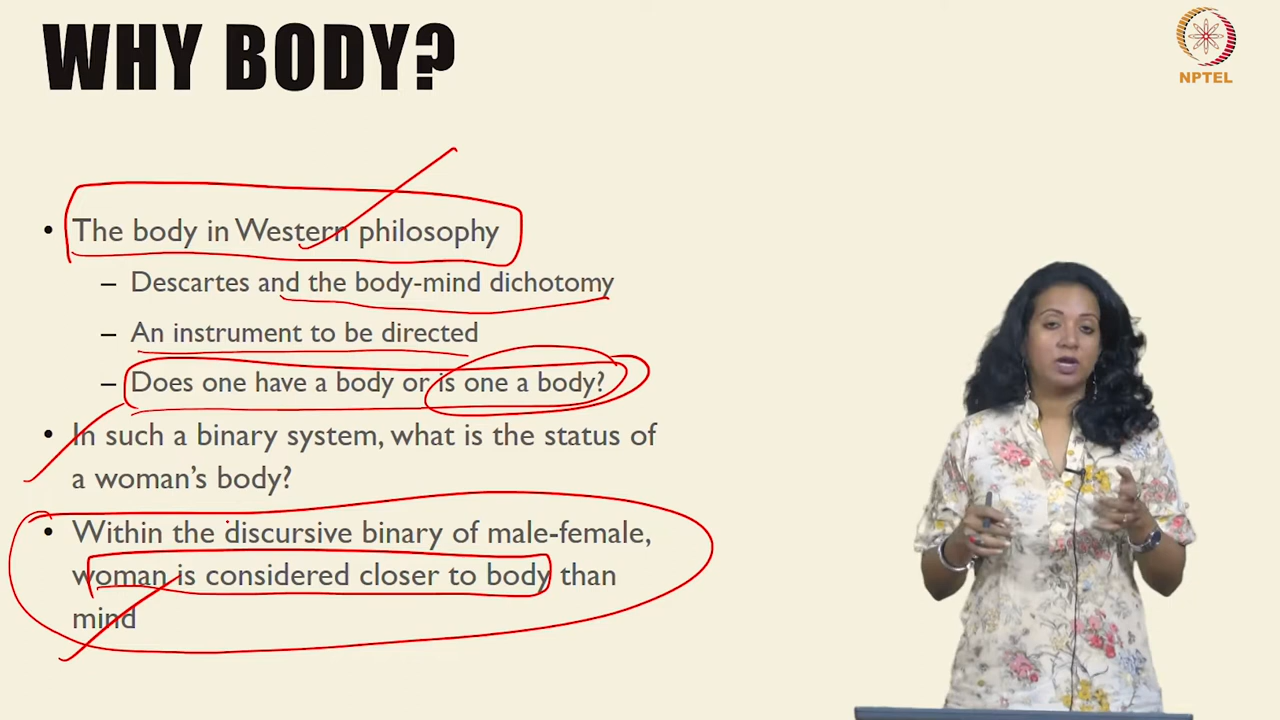 WHY BODY?
NPTEL
• The body in Western philosophy
– Descartes and the body-mind dichotomy
– An instrument to be directed
– Does one have a body or is one a body?
• In such a binary system, what is the status of
a woman's body?
• Within the discursive binary of male-female,
woman is considered closer to body than
mind